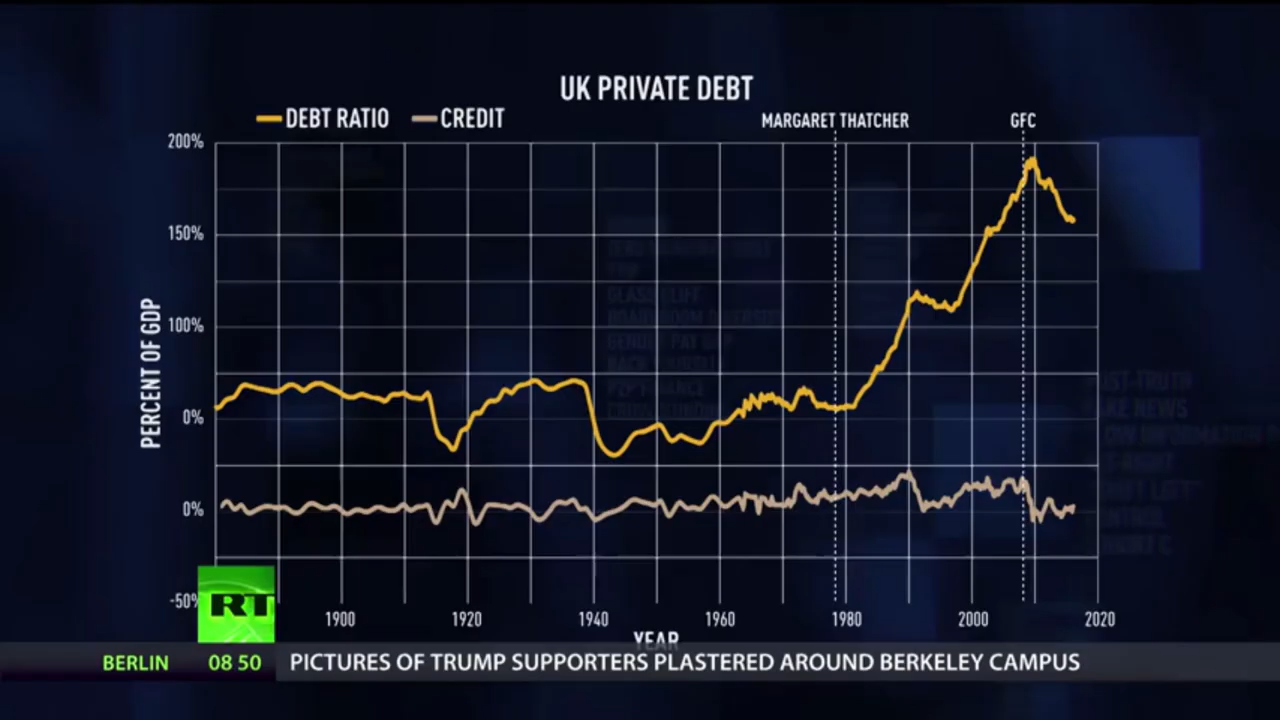 UK PRIVATE DEBT
DEBT RATIO CREDIT
MARGARET THATCHER GFC
200%
150%
100%
0%
0%
-50%
PERCENT OF GDP
1900 1920 1940 1960 1980 2000 2020
YEAR
RT
BERLIN 08 50 PICTURES OF TRUMP SUPPORTERS PLASTERED AROUND BERKELEY CAMPUS